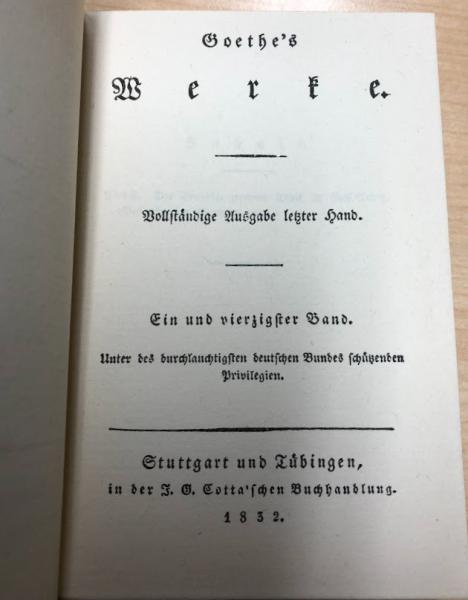 Goethe's
Werke.
Vollständige Ausgabe letzter Hand.
Ein und vierzigster Band.
Unter des durchlauchtigsten deutschen Bundes schützenden
Privilegien.
Stuttgart und Tübingen,
in der J. G. Cotta'schen Buchhandlung.
1832.